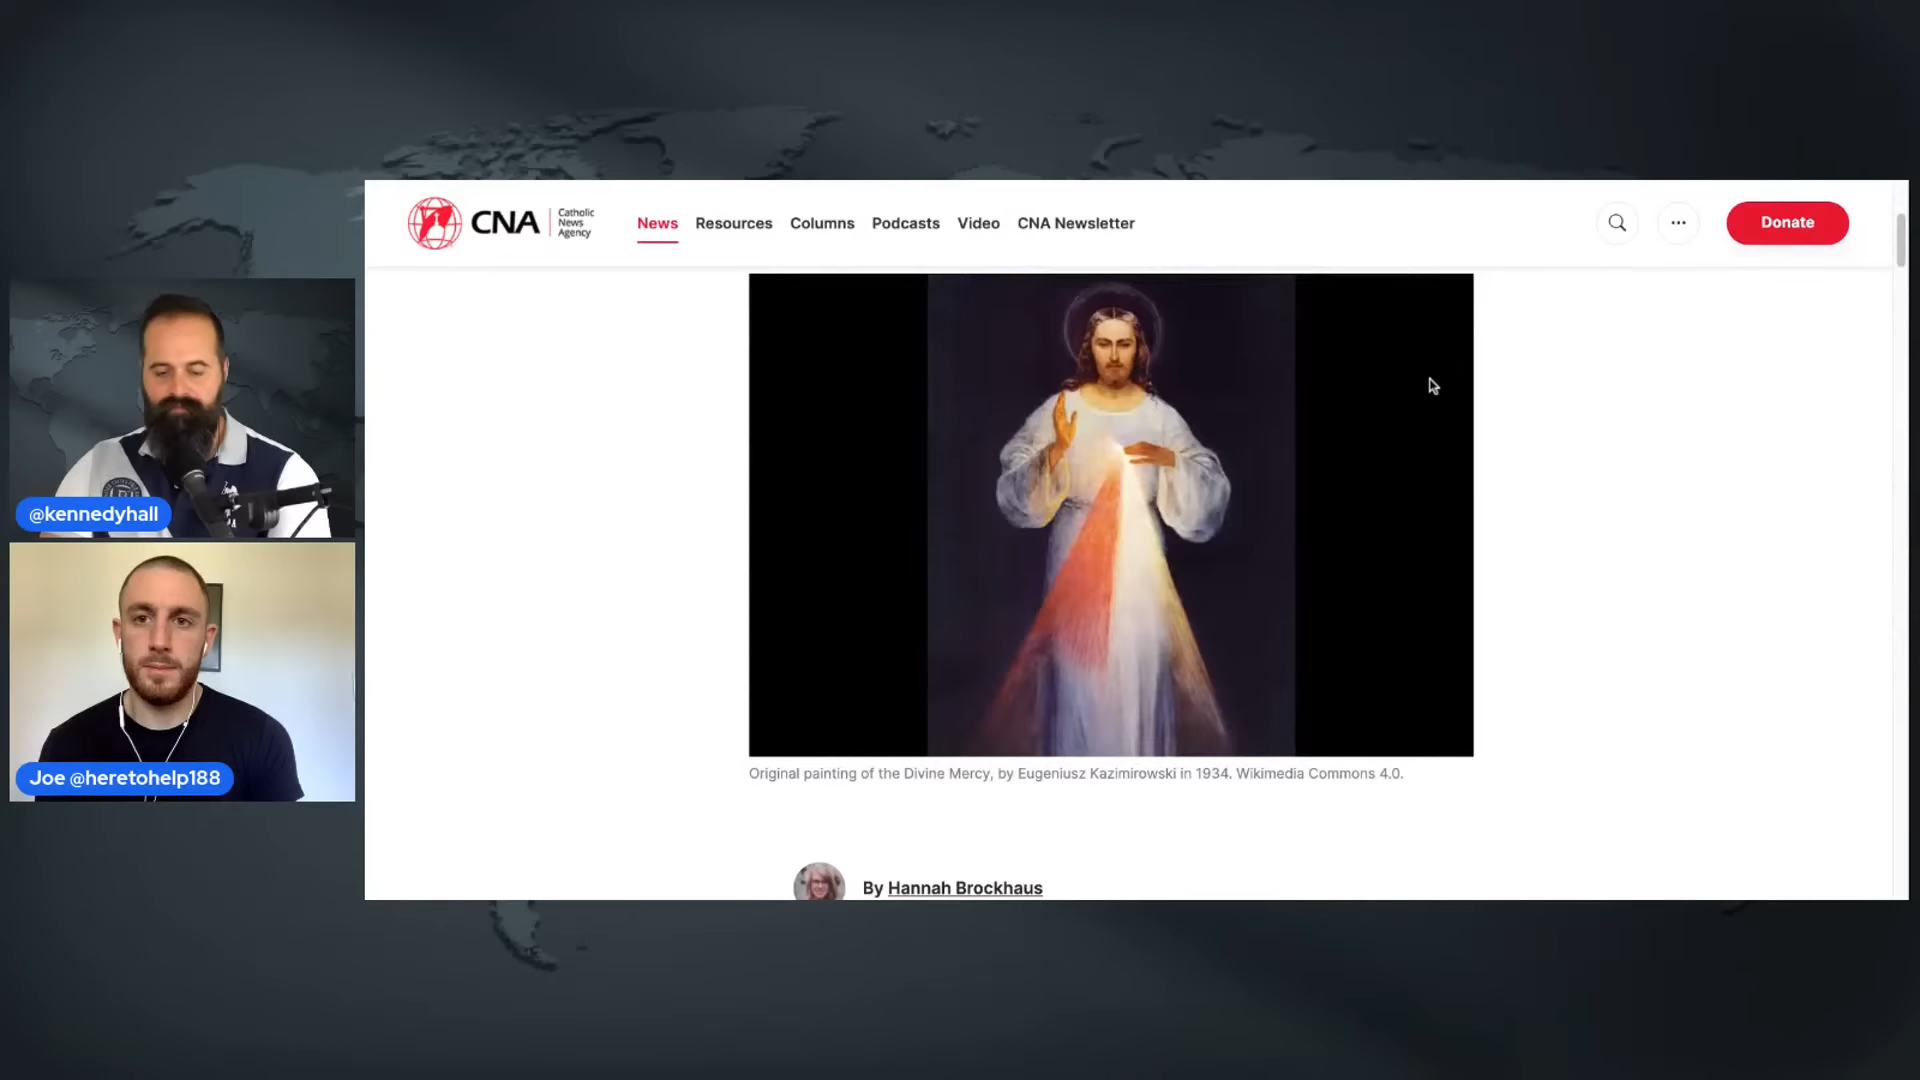 CNA
Catholic
News
Agency
News Resources Columns Podcasts Video CNA Newsletter
Donate
@kennedyhall
Joe @heretohelp188
Original painting of the Divine Mercy, by Eugeniusz Kazimirowski in 1934. Wikimedia Commons 4.0.
By Hannah Brockhaus